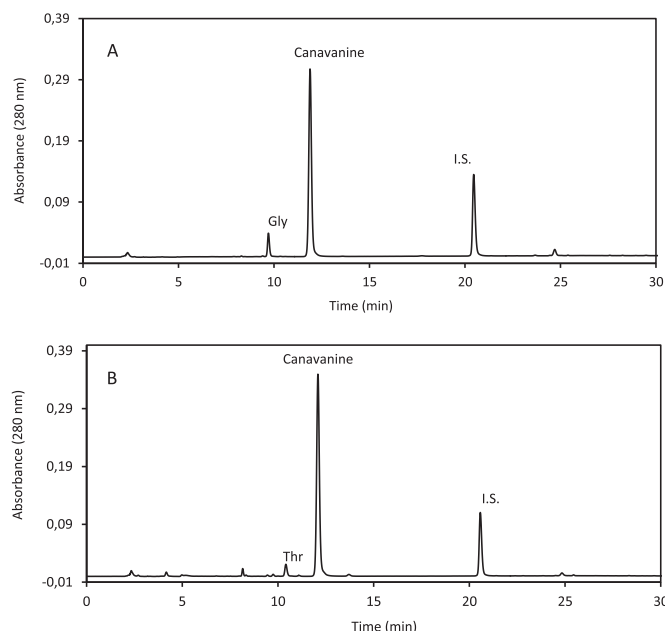 0,39
A
Canavanine
0,29
Absorbance (280 nm)
0,19
I.S.
0,09
Gly
-0,01
0 5 10 15 20 25 30
Time (min)
0,39
B
Canavanine
0,29
Absorbance (280 nm)
0,19
I.S.
0,09
Thr
-0,01
0 5 10 15 20 25 30
Time (min)